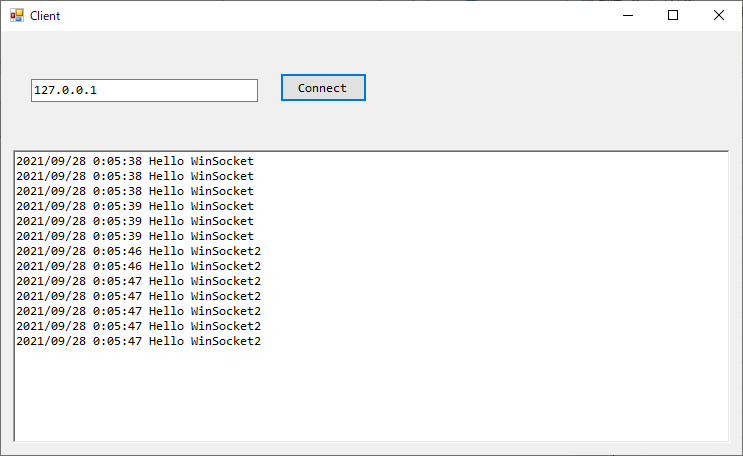 Client
127.0.0.1
Connect
2021/09/28 0:05:38 Hello WinSocket
2021/09/28 0:05:38 Hello WinSocket
2021/09/28 0:05:38 Hello WinSocket
2021/09/28 0:05:39 Hello WinSocket
2021/09/28 0:05:39 Hello WinSocket
2021/09/28 0:05:39 Hello WinSocket
2021/09/28 0:05:46 Hello WinSocket2
2021/09/28 0:05:46 Hello WinSocket2
2021/09/28 0:05:47 Hello WinSocket2
2021/09/28 0:05:47 Hello WinSocket2
2021/09/28 0:05:47 Hello WinSocket2
2021/09/28 0:05:47 Hello WinSocket2
2021/09/28 0:05:47 Hello WinSocket2